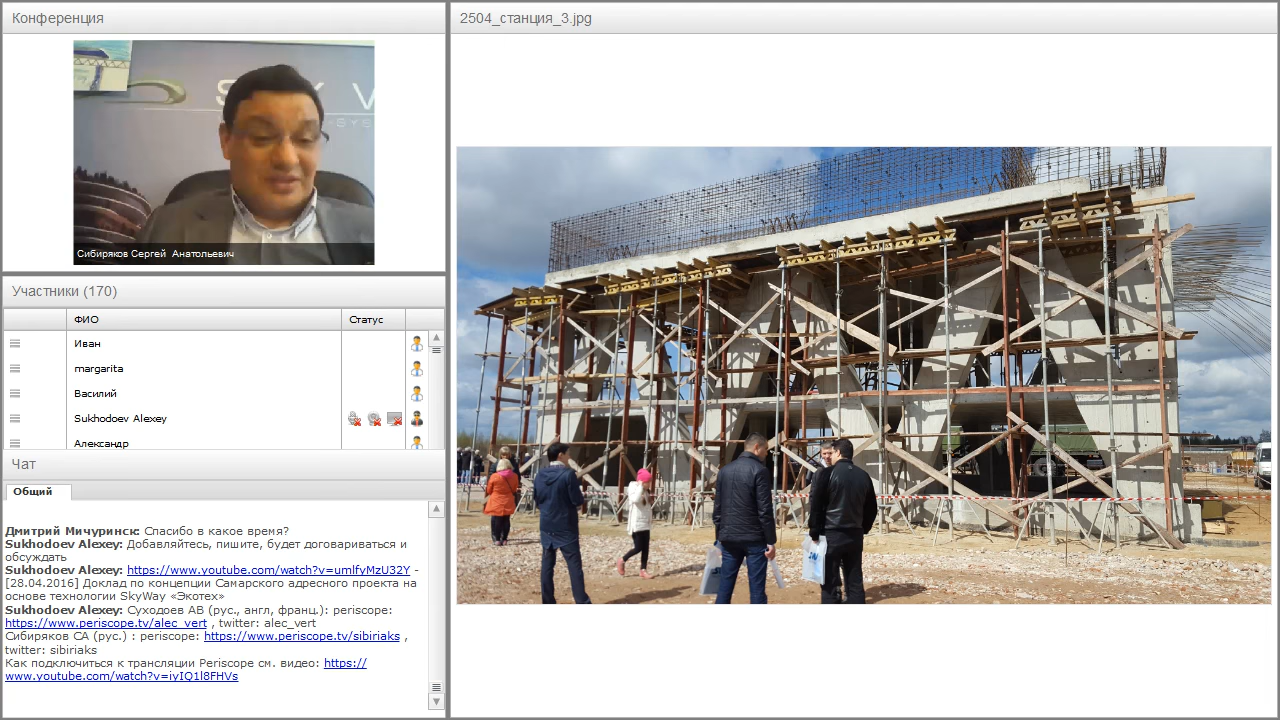 Конференция
2504_станция_3.jpg
SKY W
Сибиряков Сергей Анатольевич
Участники (170)
ФИО
Статус
Иван
margarita
Василий
Sukhodoev Alexey
Александр
Чат
Общий
Дмитрий Мичуринск: Спасибо в какое время?
Sukhodoev Alexey: Добавляйтесь, пишите, будет договариваться и
обсуждать
Sukhodoev Alexey: https://www.youtube.com/watch?v=umlfyMzU32Y -
[28.04.2016] Доклад по концепции Самарского адресного проекта на
основе технологии SkyWay «Экотех»
Sukhodoev Alexey: Суходоев АВ (рус., англ, франц.): periscope:
https://www.periscope.tv/alec_vert , twitter: alec_vert
Сибиряков СА (рус.) : periscope: https://www.periscope.tv/sibiriaks ,
twitter: sibiriaks
Как подключиться к трансляции Periscope см. видео: https://
www.youtube.com/watch?v=iyIQ1l8FHVs